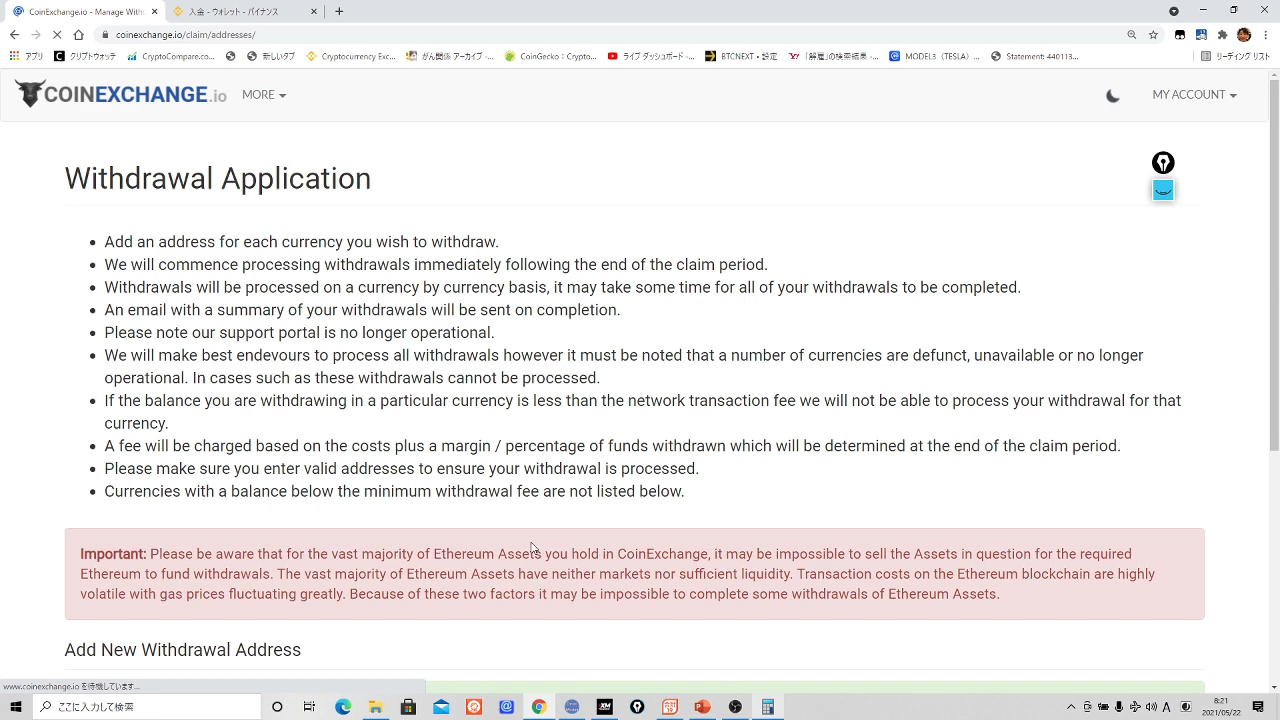 CoinExchange.io - Manage With
入金 - ウォレット - バイナンス
coinexchange.io/claim/addresses/
アプリ
クリプトウォッチ
CryptoCompare.co...
新しいタブ
Cryptocurrency Exc...
がん関係 アーカイブ -...
CoinGecko : Crypto...
ライブ ダッシュボード -...
BTCNEXT • 設定
「解雇」の検索結果 -...
MODEL3（TESLA）...
Statement: 440113...
リーディング リスト
COINEXCHANGE.io
MORE
MY ACCOUNT
Withdrawal Application
Add an address for each currency you wish to withdraw.
We will commence processing withdrawals immediately following the end of the claim period.
Withdrawals will be processed on a currency by currency basis, it may take some time for all of your withdrawals to be completed.
An email with a summary of your withdrawals will be sent on completion.
Please note our support portal is no longer operational.
We will make best endevours to process all withdrawals however it must be noted that a number of currencies are defunct, unavailable or no longer
operational. In cases such as these withdrawals cannot be processed.
If the balance you are withdrawing in a particular currency is less than the network transaction fee we will not be able to process your withdrawal for that
currency.
A fee will be charged based on the costs plus a margin / percentage of funds withdrawn which will be determined at the end of the claim period.
Please make sure you enter valid addresses to ensure your withdrawal is processed.
Currencies with a balance below the minimum withdrawal fee are not listed below.
Important: Please be aware that for the vast majority of Ethereum Assets you hold in CoinExchange, it may be impossible to sell the Assets in question for the required
Ethereum to fund withdrawals. The vast majority of Ethereum Assets have neither markets nor sufficient liquidity. Transaction costs on the Ethereum blockchain are highly
volatile with gas prices fluctuating greatly. Because of these two factors it may be impossible to complete some withdrawals of Ethereum Assets.
Add New Withdrawal Address
www.coinexchange.io を待機しています...
ここに入力して検索
XM
A
8:21
2021/05/22